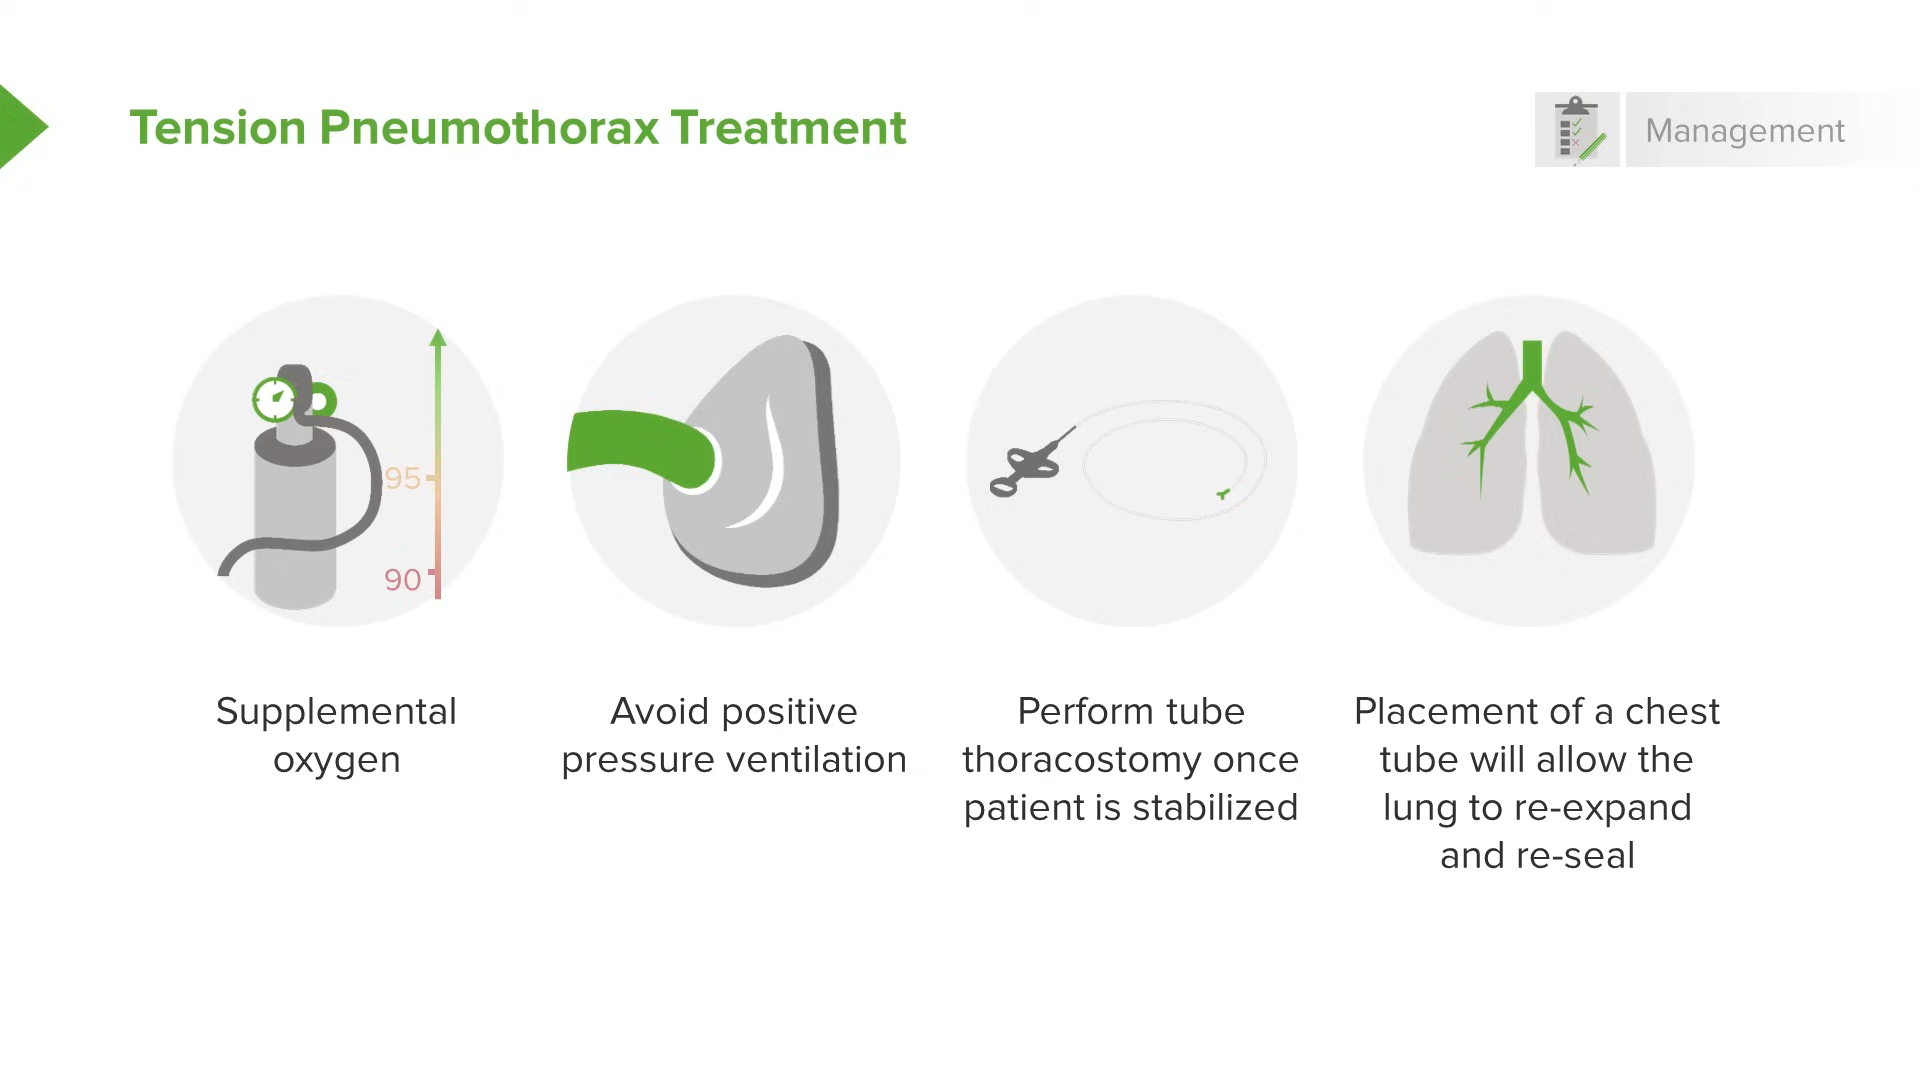 Tension Pneumothorax Treatment
Management
95
90
Supplemental
oxygen
Avoid positive
pressure ventilation
Perform tube
thoracostomy once
patient is stabilized
Placement of a chest
tube will allow the
lung to re-expand
and re-seal